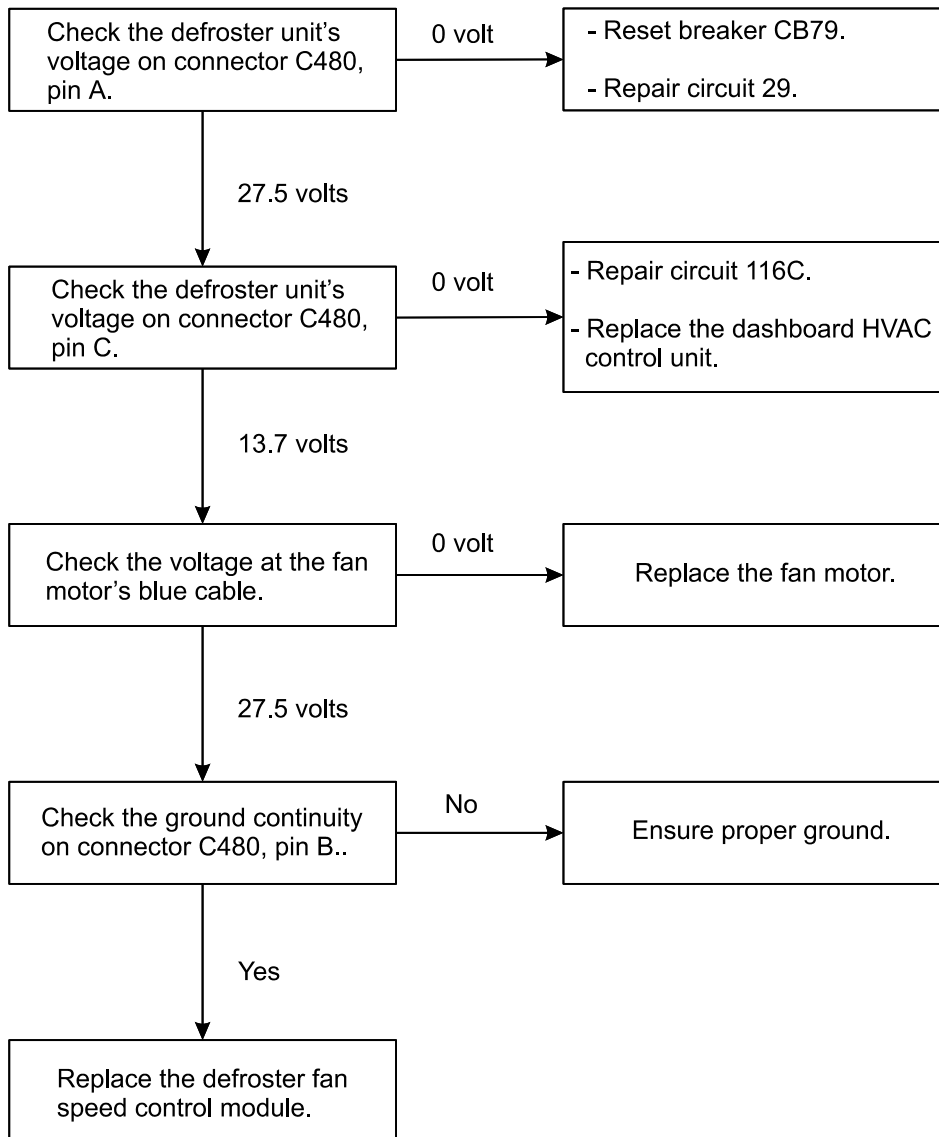 Check the defroster unit's
voltage on connector C480,
pin A.
0 volt
- Reset breaker CB79.
- Repair circuit 29.
27.5 volts
Check the defroster unit's
voltage on connector C480,
pin C.
0 volt
- Repair circuit 116C.
- Replace the dashboard HVAC
control unit.
13.7 volts
Check the voltage at the fan
motor's blue cable.
0 volt
Replace the fan motor.
27.5 volts
Check the ground continuity
on connector C480, pin B..
No
Ensure proper ground.
Yes
Replace the defroster fan
speed control module.